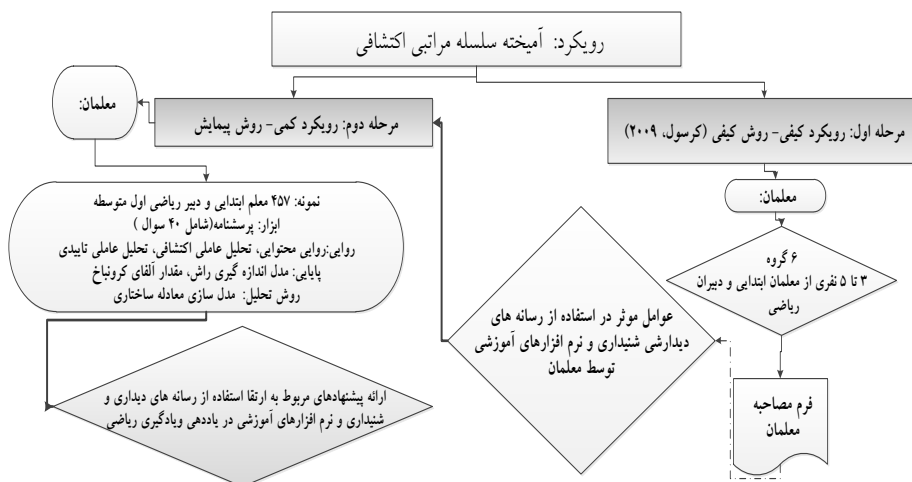 رویکرد: آمیخته سلسله مراتبی اکتشافی
مرحله اول: رویکرد کیفی- روش کیفی (کرسول، ۲۰۰۹)
معلمان:
۶ گروه
۳ تا ۵ نفری از معلمان ابتدایی و دبیران
ریاضی
فرم مصاحبه
معلمان
عوامل موثر در استفاده از رسانه های
دیدارشی شنیداری و نرم افزارهای آموزشی
توسط معلمان
مرحله دوم: رویکرد کمی- روش پیمایش
معلمان:
نمونه: ۴۵۷ معلم ابتدایی و دبیر ریاضی اول متوسطه
ابزار: پرسشنامه(شامل ۴۰ سوال )
روایی:روایی محتوایی، تحلیل عاملی اکتشافی، تحلیل عاملی تاییدی
پایایی: مدل اندازه گیری راش، مقدار آلفای کرونباخ
روش تحلیل: مدل سازی معادله ساختاری
ارائه پیشنهادهای مربوط به ارتقا استفاده از رسانه های دیداری و
شنیداری و نرم افزارهای آموزشی در یاددهی ویادگیری ریاضی